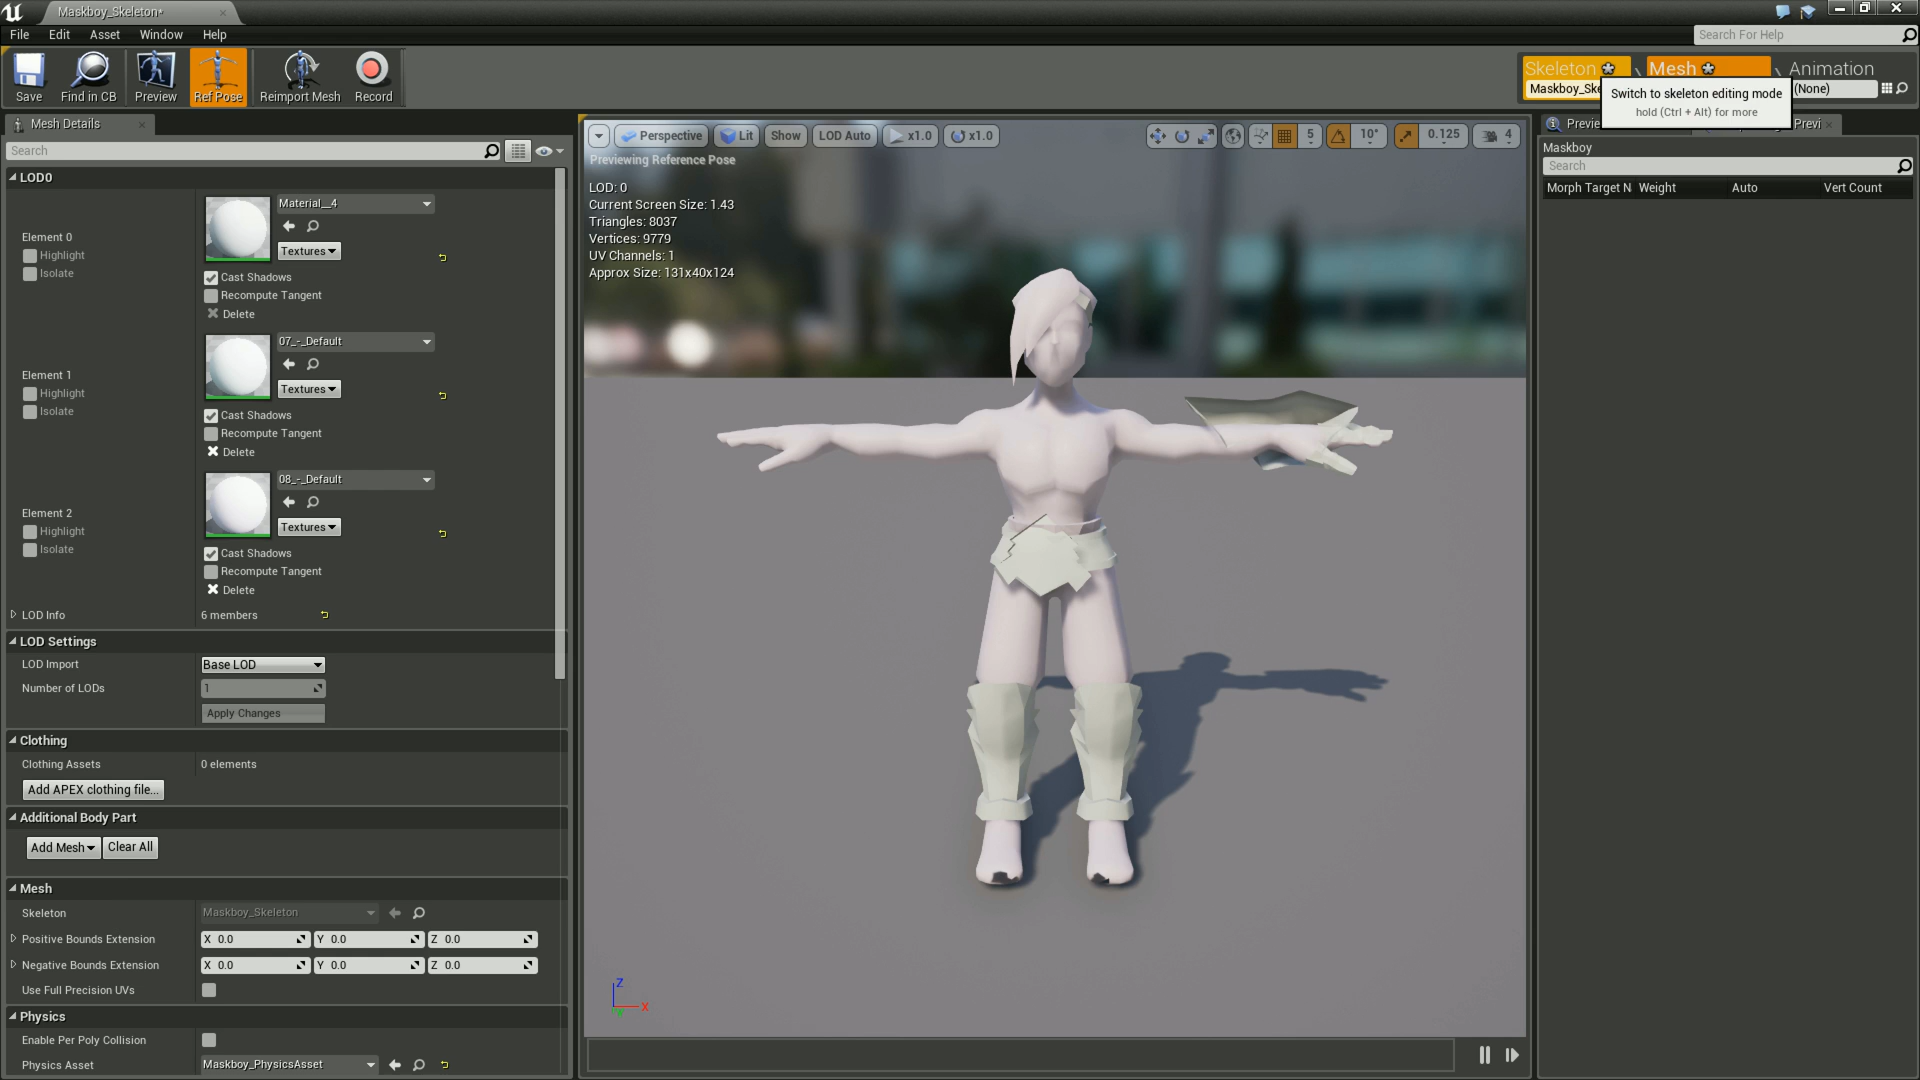 Maskboy_Skeleton*
File Edit Asset Window Help
Search For Help
Save Find in CB Preview Ref Pose Reimport Mesh Record
Skeleton Mesh Animation
Maskboy_Ske (None)
Switch to skeleton editing mode
hold (Ctrl + Alt) for more
Mesh Details
Search
LOD0
Element 0
Highlight
Isolate
Material__4
Textures
Cast Shadows
Recompute Tangent
Delete
Element 1
Highlight
Isolate
07_-_Default
Textures
Cast Shadows
Recompute Tangent
Delete
Element 2
Highlight
Isolate
08_-_Default
Textures
Cast Shadows
Recompute Tangent
Delete
LOD Info 6 members
LOD Settings
LOD Import Base LOD
Number of LODs 1
Apply Changes
Clothing
Clothing Assets 0 elements
Add APEX clothing file...
Additional Body Part
Add Mesh Clear All
Mesh
Skeleton Maskboy_Skeleton
Positive Bounds Extension X 0.0 Y 0.0 Z 0.0
Negative Bounds Extension X 0.0 Y 0.0 Z 0.0
Use Full Precision UVs
Physics
Enable Per Poly Collision
Physics Asset Maskboy_PhysicsAsset
Perspective Lit Show LOD Auto x1.0 x1.0 5 10° 0.125 4
Previewing Reference Pose
LOD: 0
Current Screen Size: 1.43
Triangles: 8037
Vertices: 9779
UV Channels: 1
Approx Size: 131x40x124
Z
X
Previe Previ
Maskboy
Search
Morph Target N Weight Auto Vert Count